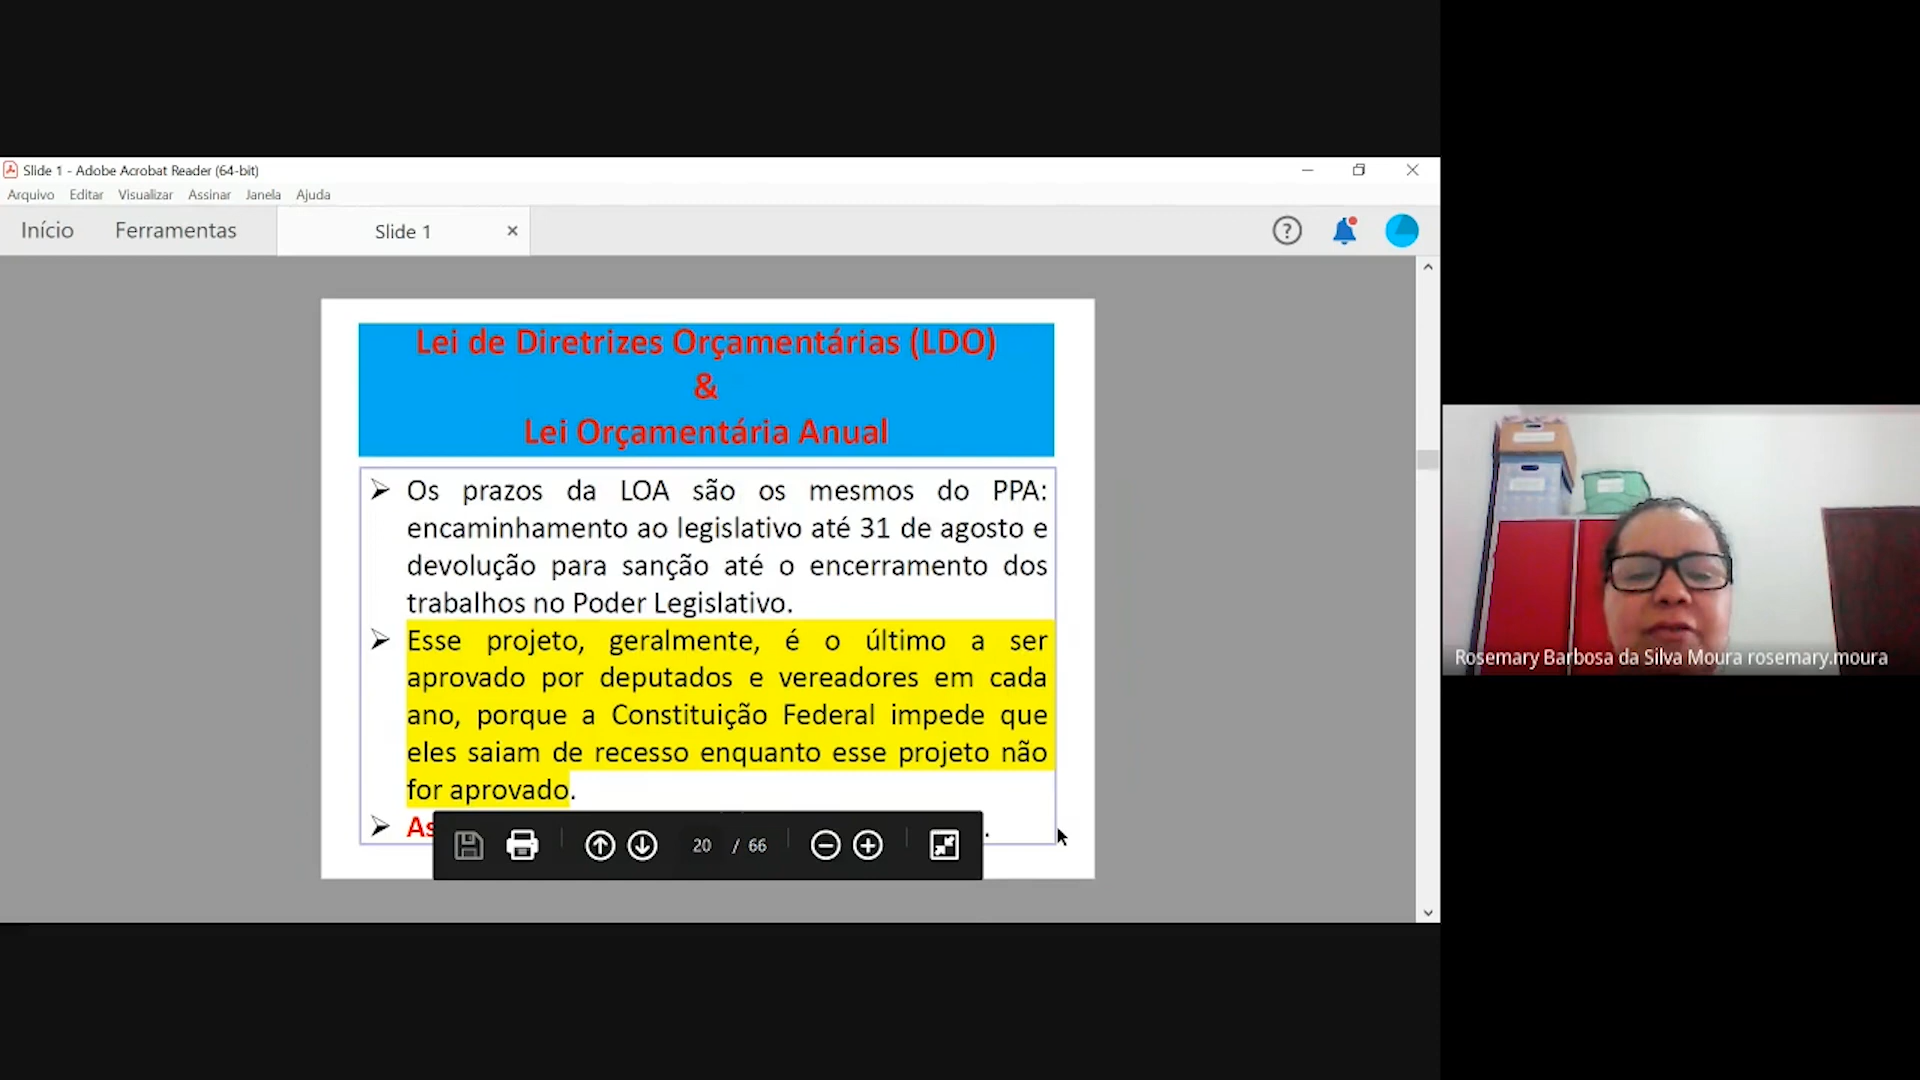 Slide 1 - Adobe Acrobat Reader (64-bit)
Arquivo Editar Visualizar Assinar Janela Ajuda
Início Ferramentas Slide 1
Lei de Diretrizes Orçamentárias (LDO)
&
Lei Orçamentária Anual
Os prazos da LOA são os mesmos do PPA:
encaminhamento ao legislativo até 31 de agosto e
devolução para sanção até o encerramento dos
trabalhos no Poder Legislativo.
Esse projeto, geralmente, é o último a ser
aprovado por deputados e vereadores em cada
ano, porque a Constituição Federal impede que
eles saiam de recesso enquanto esse projeto não
for aprovado.
20 / 66
Rosemary Barbosa da Silva Moura rosemary.moura